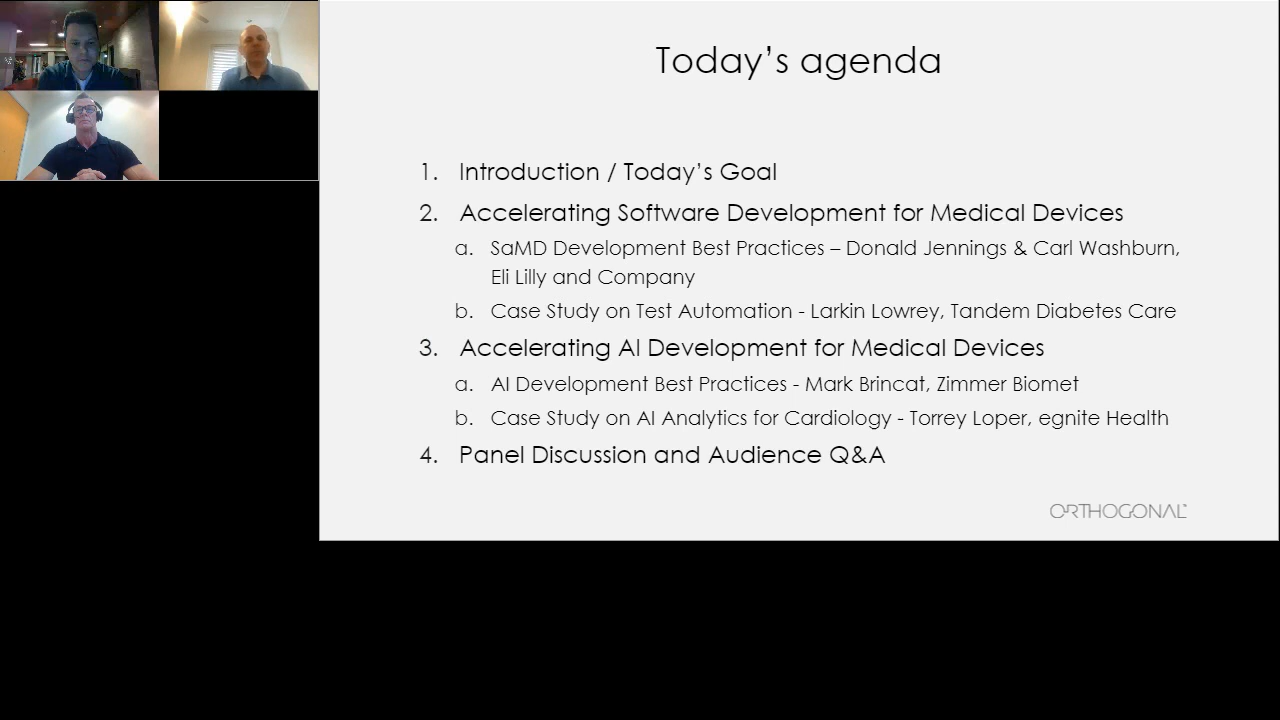 Today's agenda
1. Introduction / Today's Goal
2. Accelerating Software Development for Medical Devices
a. SaMD Development Best Practices – Donald Jennings & Carl Washburn,
Eli Lilly and Company
b. Case Study on Test Automation - Larkin Lowrey, Tandem Diabetes Care
3. Accelerating AI Development for Medical Devices
a. AI Development Best Practices - Mark Brincat, Zimmer Biomet
b. Case Study on AI Analytics for Cardiology - Torrey Loper, egnite Health
4. Panel Discussion and Audience Q&A
ORTHOGONAL